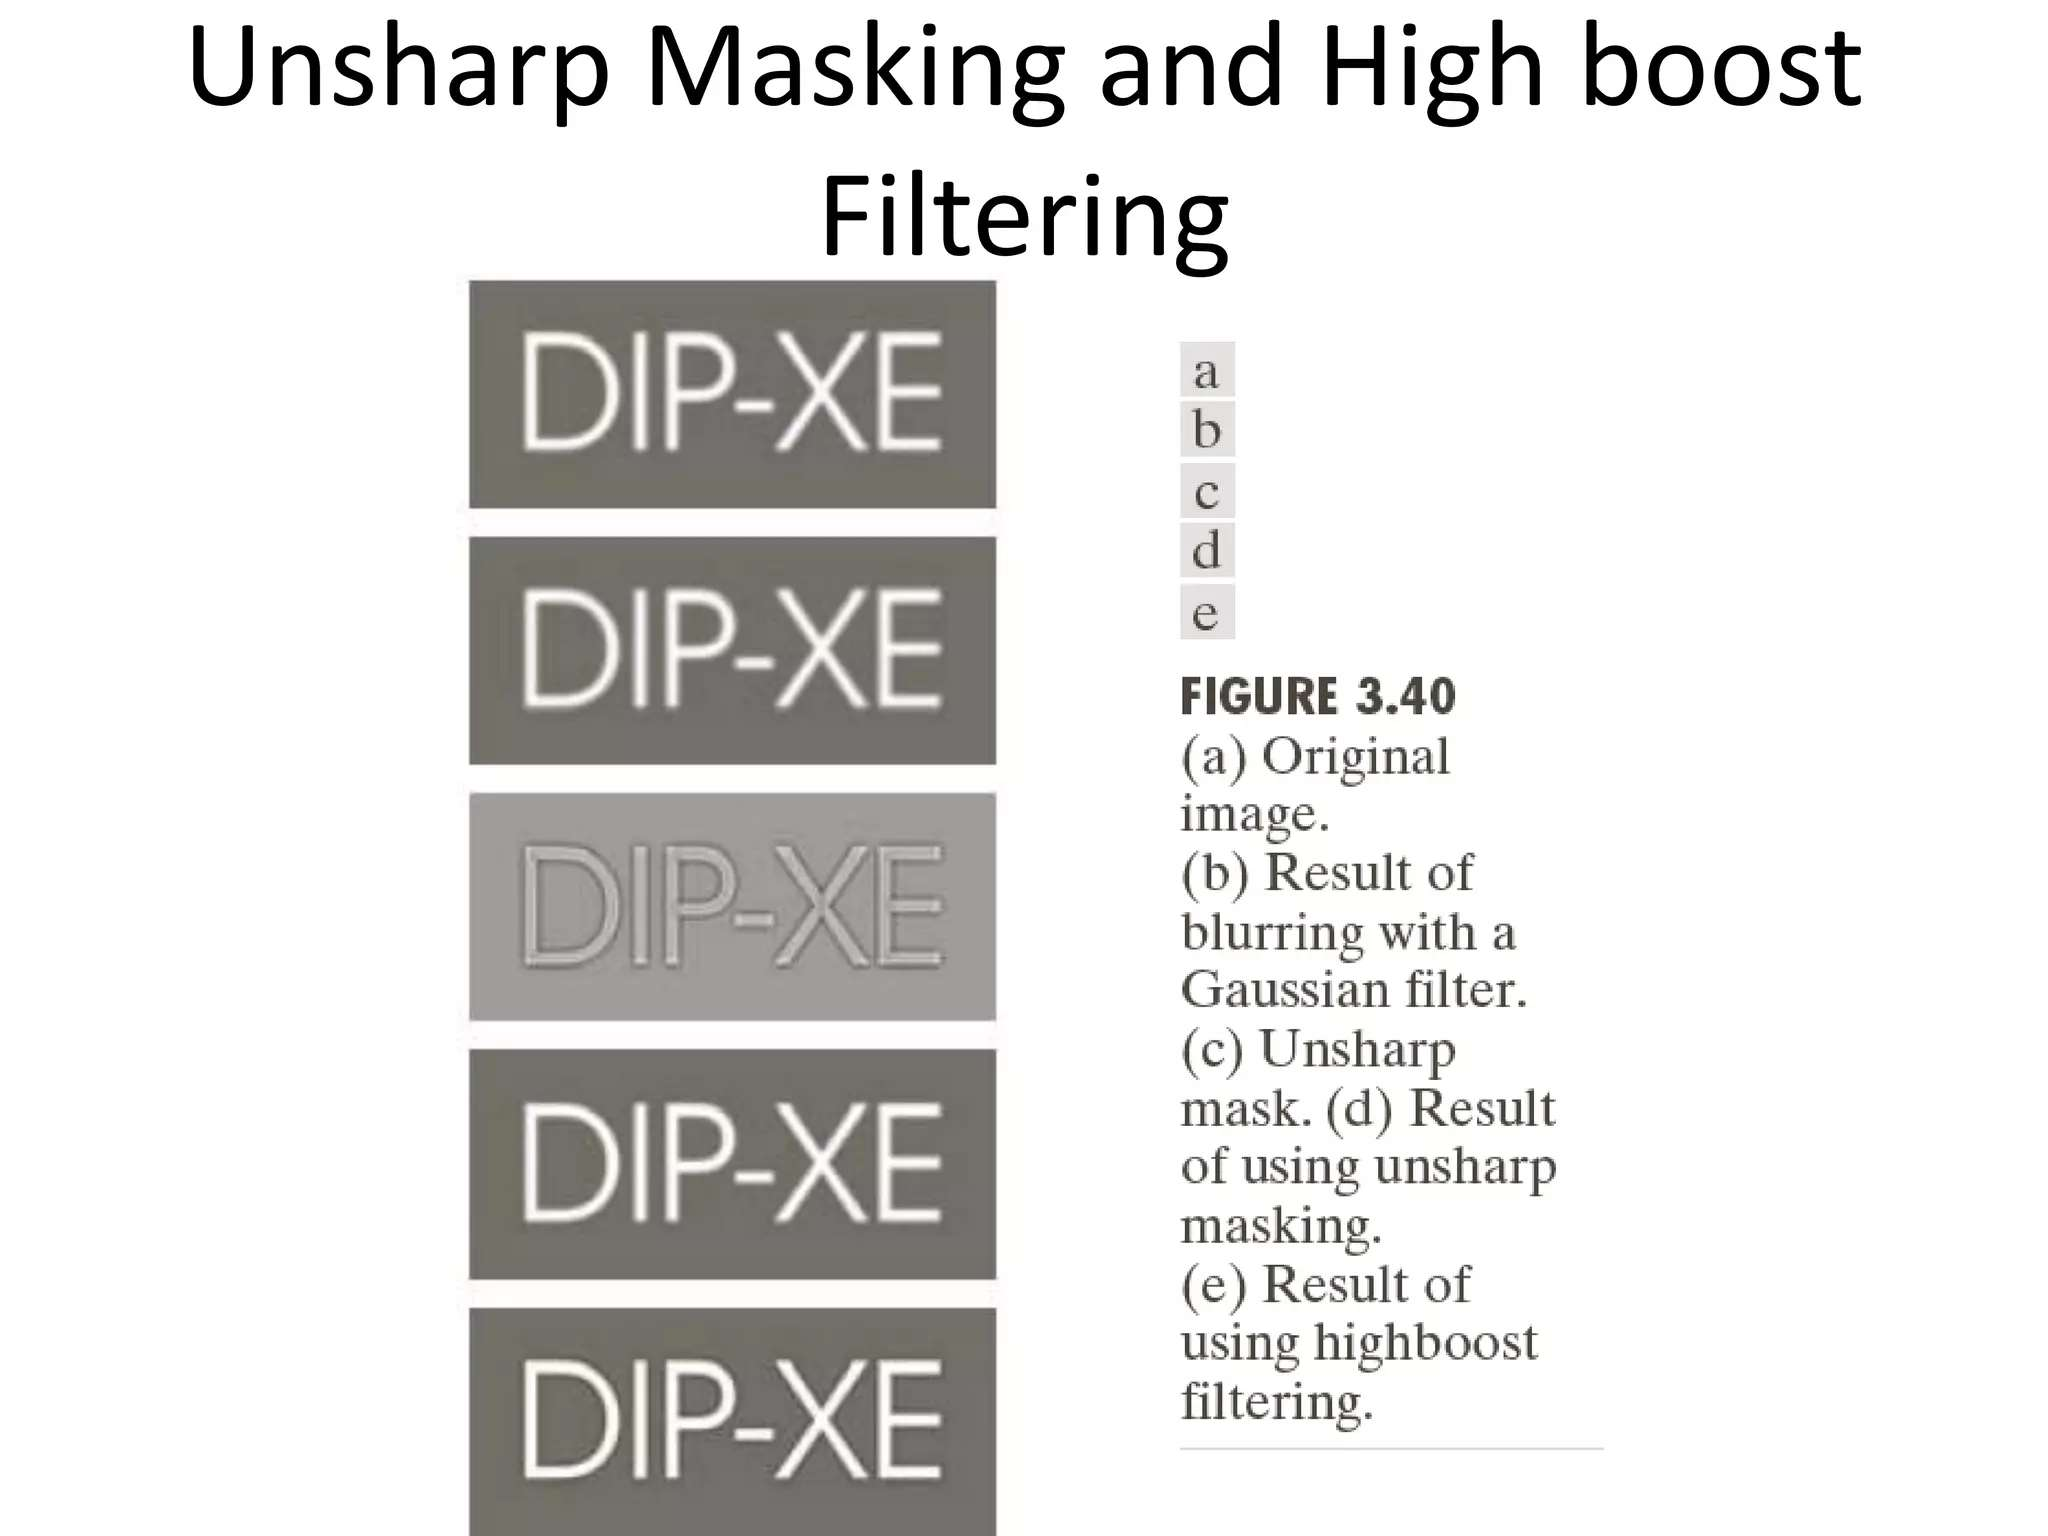 Unsharp Masking and High boost
Filtering
DIP-XE
DIP-XE
DIP-XE
DIP-XE
DIP-XE
a
b
c
d
e
FIGURE 3.40
(a) Original
image.
(b) Result of
blurring with a
Gaussian filter.
(c) Unsharp
mask. (d) Result
of using unsharp
masking.
(e) Result of
using highboost
filtering.